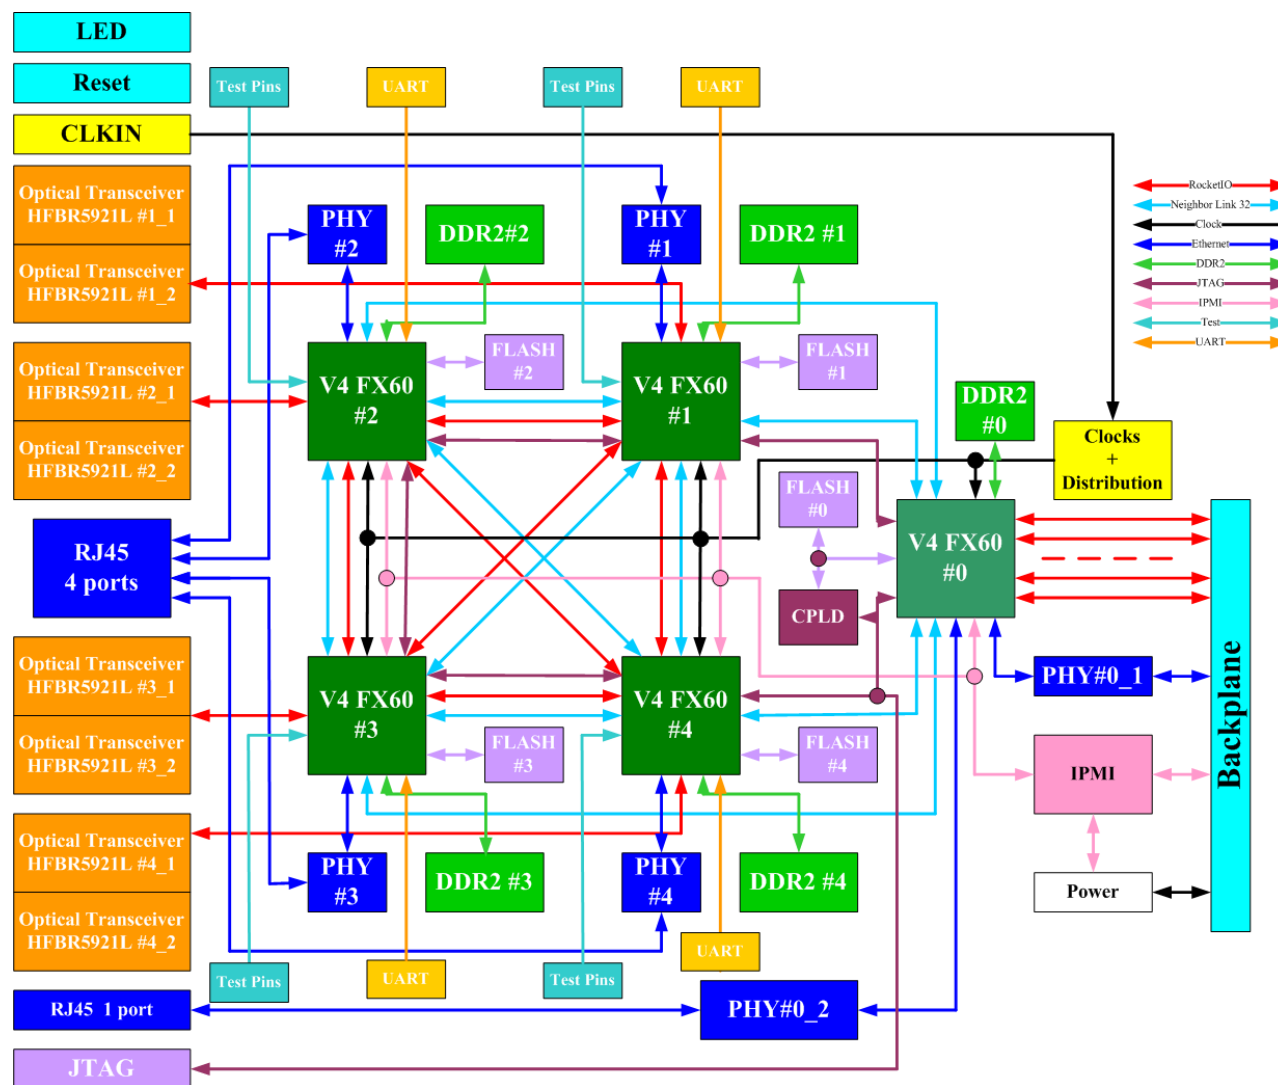 LED
Reset
Test Pins
UART
Test Pins
UART
CLKIN
Optical Transceiver
HFBR5921L #1_1
Optical Transceiver
HFBR5921L #1_2
PHY
#2
DDR2#2
PHY
#1
DDR2 #1
RocketIO
Neighbor Link 32
Clock
Ethernet
DDR2
JTAG
IPMI
Test
UART
Optical Transceiver
HFBR5921L #2_1
Optical Transceiver
HFBR5921L #2_2
V4 FX60
#2
FLASH
#2
V4 FX60
#1
FLASH
#1
DDR2
#0
Clocks
+
Distribution
RJ45
4 ports
FLASH
#0
CPLD
V4 FX60
#0
Backplane
Optical Transceiver
HFBR5921L #3_1
Optical Transceiver
HFBR5921L #3_2
V4 FX60
#3
FLASH
#3
V4 FX60
#4
FLASH
#4
PHY#0_1
IPMI
Power
Optical Transceiver
HFBR5921L #4_1
Optical Transceiver
HFBR5921L #4_2
PHY
#3
DDR2 #3
PHY
#4
DDR2 #4
Test Pins
UART
Test Pins
UART
RJ45 1 port
PHY#0_2
JTAG